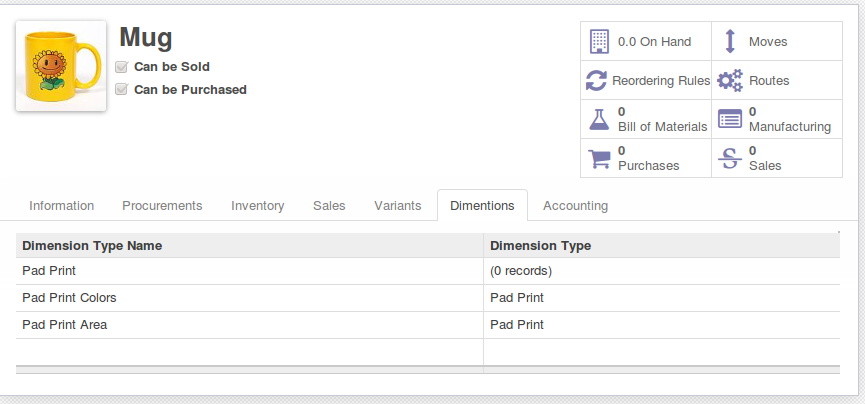 Mug
Can be Sold
Can be Purchased
0.0 On Hand
Moves
Reordering Rules
Routes
0
Bill of Materials
0
Manufacturing
0
Purchases
0
Sales
Information Procurements Inventory Sales Variants Dimentions Accounting
Dimension Type Name Dimension Type
Pad Print (0 records)
Pad Print Colors Pad Print
Pad Print Area Pad Print